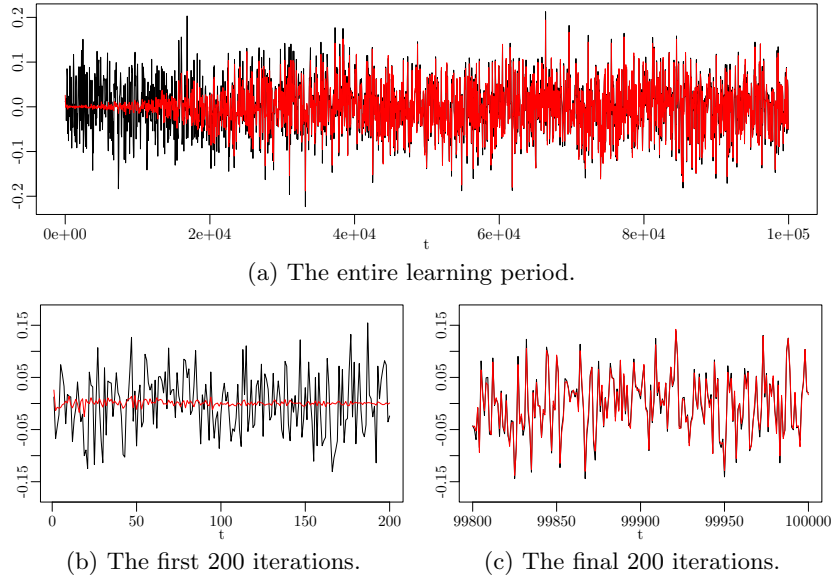 0.2
0.1
0.0
-0.1
-0.2
0e+00 2e+04 4e+04 6e+04 8e+04 1e+05
t
(a) The entire learning period.
0.15
0.05
-0.05
-0.15
0 50 100 150 200
t
(b) The first 200 iterations.
0.15
0.05
-0.05
-0.15
99800 99850 99900 99950 100000
t
(c) The final 200 iterations.